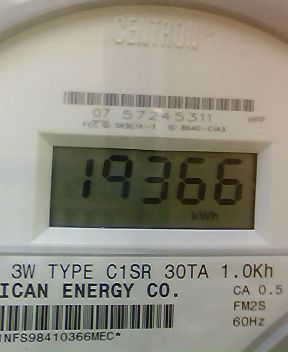 CENTRON
07 57245311
19366
kWh
3W TYPE C1SR 30TA 1.0Kh
ICAN ENERGY CO.
CA 0.5
FM2S
60Hz
NFS98410366MEC*